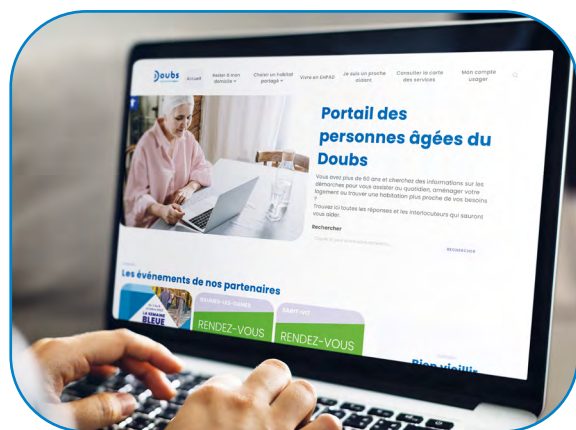 Doubs
Accueil
Rester à mon
domicile
Choisir un habitat
partagé
Vivre en EHPAD
Je suis un proche
aidant
Consulter la carte
des services
Mon compte
usager
Portail des
personnes âgées du
Doubs
Vous avez plus de 60 ans et cherchez des informations sur les
démarches pour vous assister au quotidien, aménager votre
logement ou trouver une habitation plus proche de vos besoins
?
Trouvez ici toutes les réponses et les interlocuteurs qui sauront
vous aider.
Rechercher
RECHERCHER
Les événements de nos partenaires
LA SEMAINE
BLEUE
RENDEZ-VOUS
SAINT-VIT
RENDEZ-VOUS
Bien vieillir